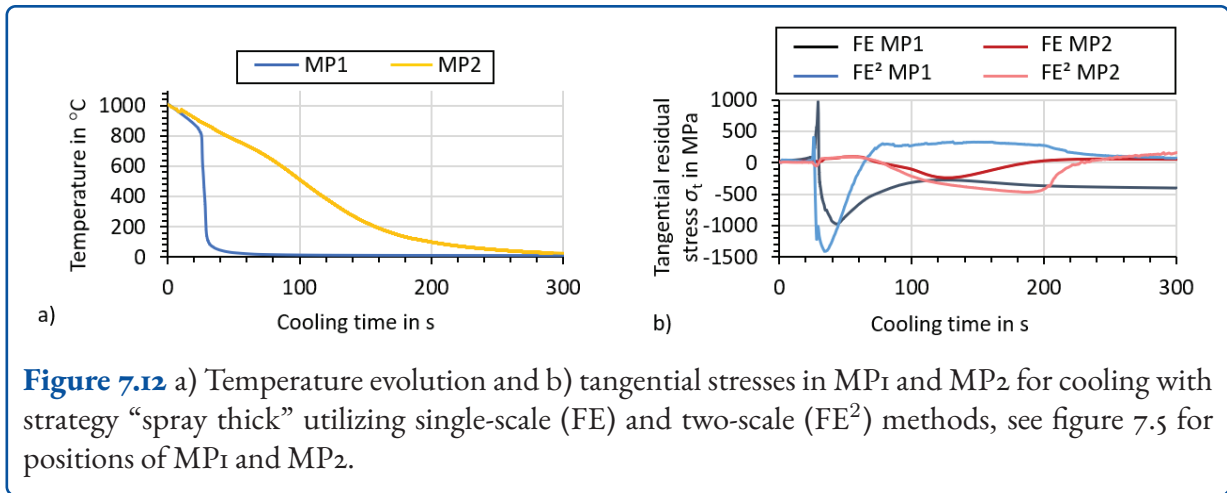 MP1 MP2
1000
800
600
400
200
0
0 100 200 300
Temperature in °C
Cooling time in s
a)
FE MP1 FE MP2
FE² MP1 FE² MP2
1000
500
0
-500
-1000
-1500
0 100 200 300
Tangential residual
stress σt in MPa
Cooling time in s
b)
Figure 7.12 a) Temperature evolution and b) tangential stresses in MP1 and MP2 for cooling with
strategy “spray thick” utilizing single-scale (FE) and two-scale (FE²) methods, see figure 7.5 for
positions of MP1 and MP2.